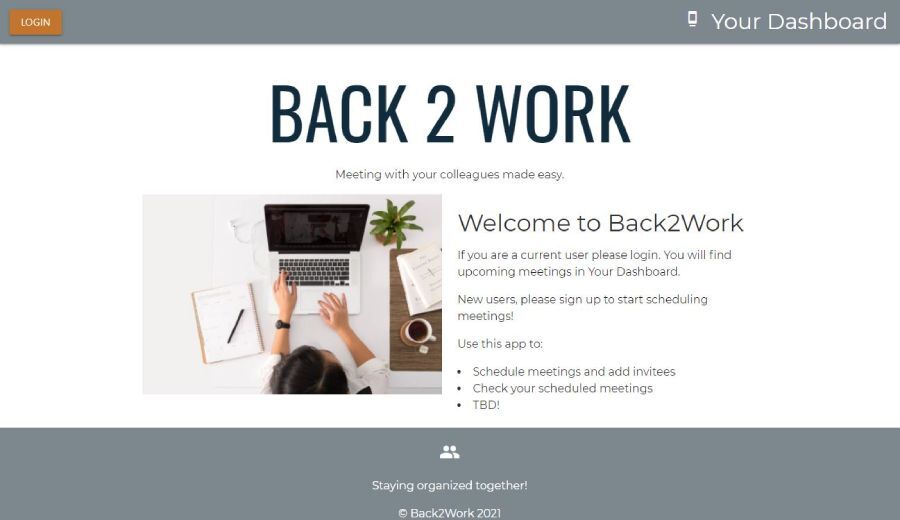 LOGIN
Your Dashboard
BACK 2 WORK
Meeting with your colleagues made easy.
Welcome to Back2Work
If you are a current user please login. You will find
upcoming meetings in Your Dashboard.
New users, please sign up to start scheduling
meetings!
Use this app to:
• Schedule meetings and add invitees
• Check your scheduled meetings
• TBD!
Staying organized together!
© Back2Work 2021